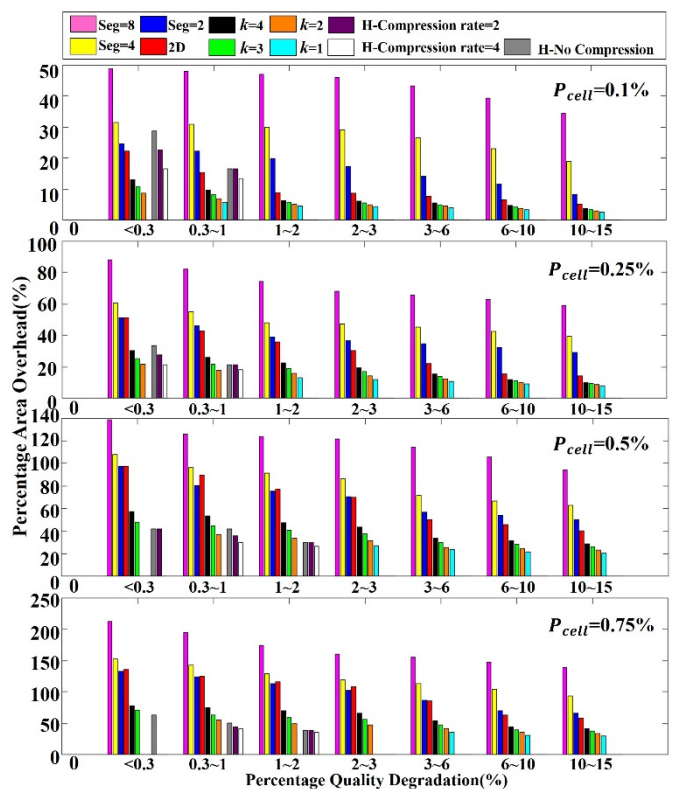 Seg=8 Seg=2 k=4 k=2 H-Compression rate=2
Seg=4 2D k=3 k=1 H-Compression rate=4 H-No Compression
50
40
30
20
10
0
P_cell=0.1%
0 <0.3 0.3~1 1~2 2~3 3~6 6~10 10~15
100
80
60
40
20
0
P_cell=0.25%
0 <0.3 0.3~1 1~2 2~3 3~6 6~10 10~15
Percentage Area Overhead(%)
140
120
100
80
60
40
20
0
P_cell=0.5%
0 <0.3 0.3~1 1~2 2~3 3~6 6~10 10~15
250
200
150
100
50
0
P_cell=0.75%
0 <0.3 0.3~1 1~2 2~3 3~6 6~10 10~15
Percentage Quality Degradation(%)